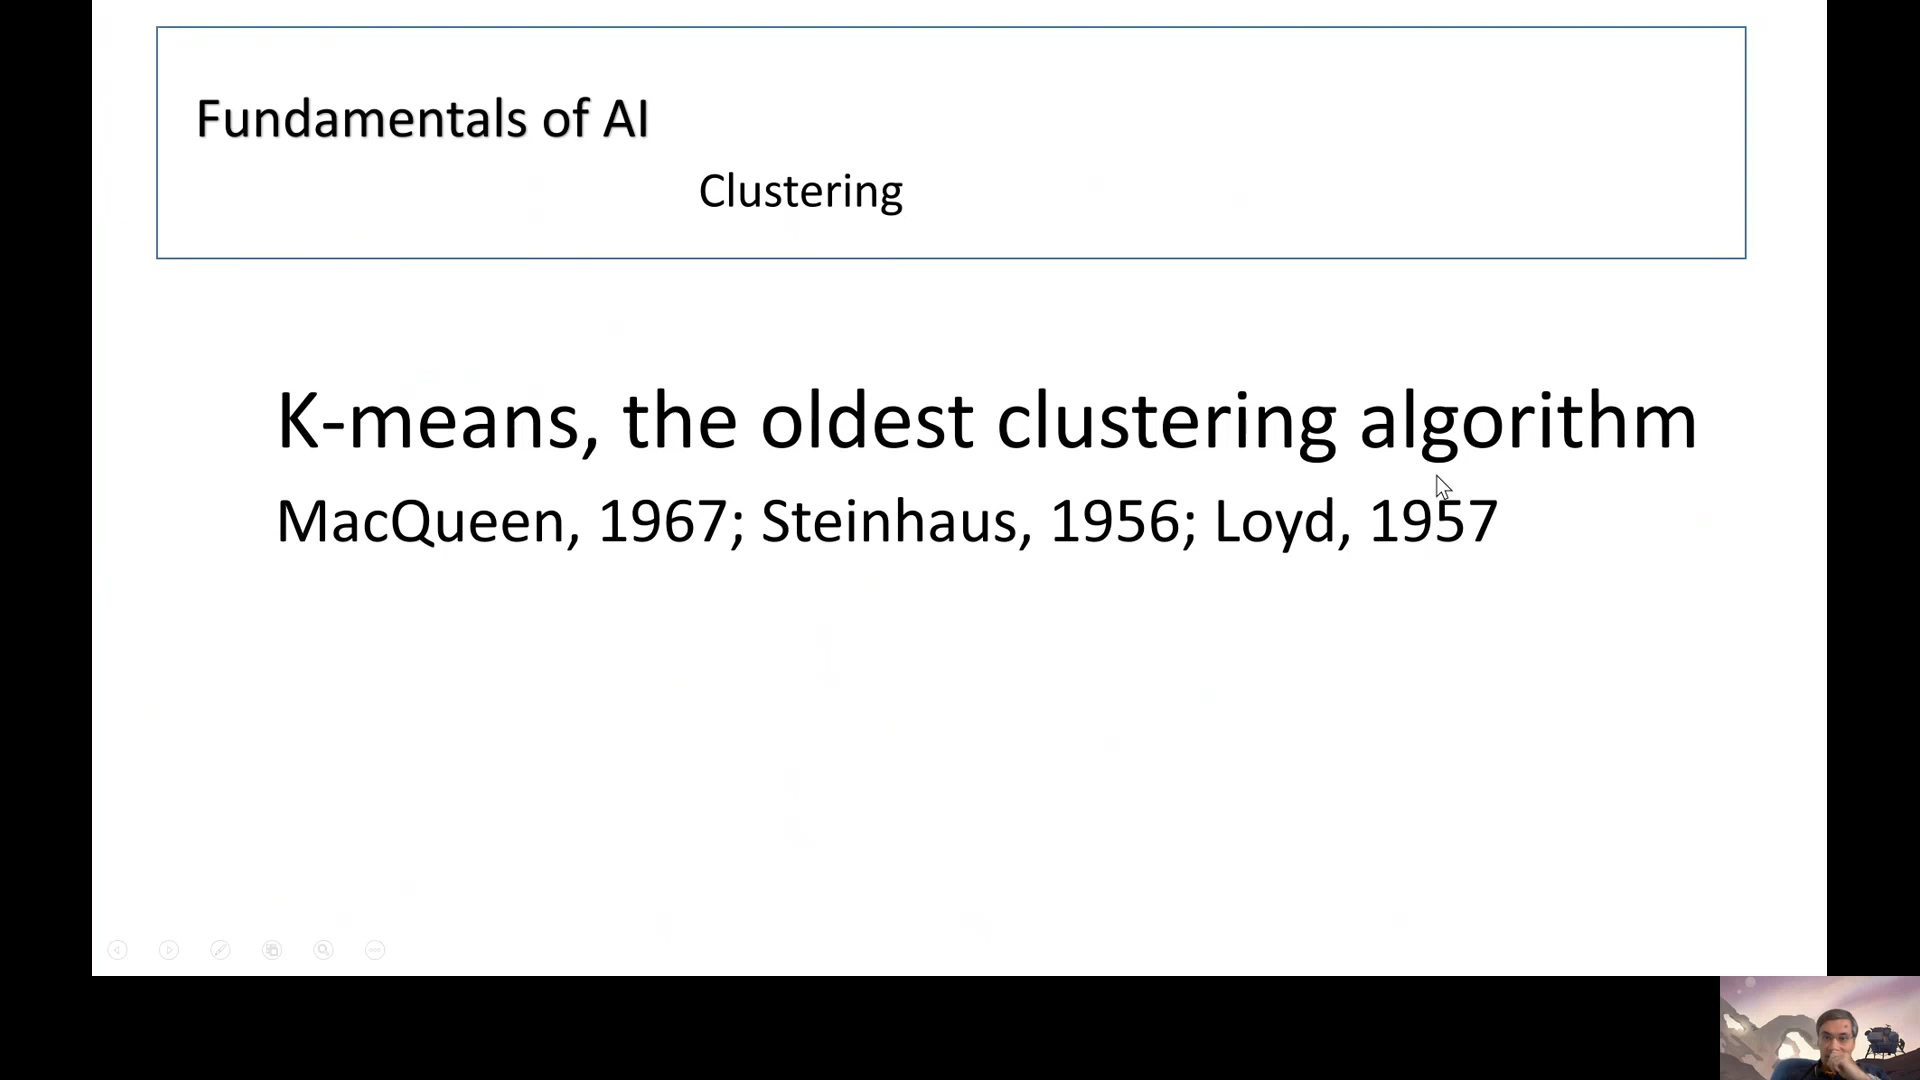 Fundamentals of AI
Clustering
K-means, the oldest clustering algorithm
MacQueen, 1967; Steinhaus, 1956; Loyd, 1957